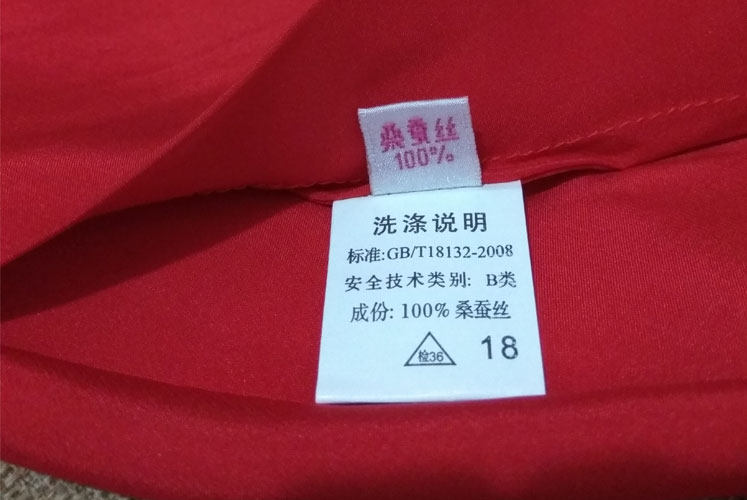 桑蚕丝
100%
洗涤说明
标准:GB/T18132-2008
安全技术类别: B类
成份: 100% 桑蚕丝
检36 18